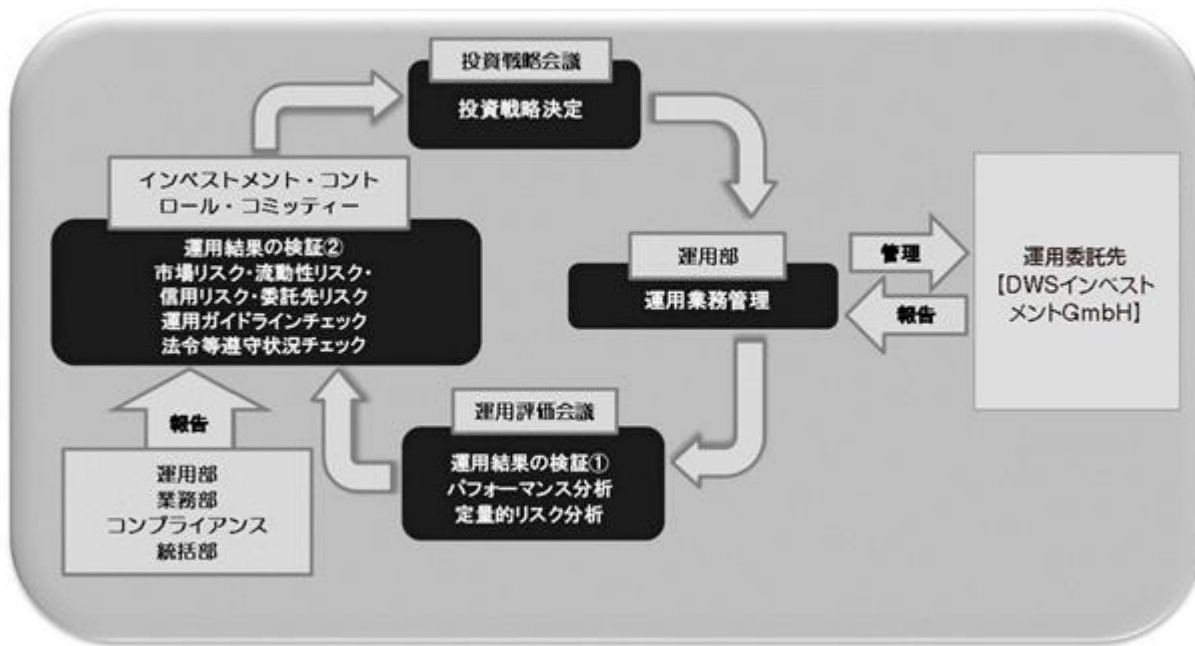 投資戦略会議
投資戦略決定
インベストメント・コント
ロール・コミッティー
運用結果の検証②
市場リスク・流動性リスク・
信用リスク・委託先リスク
運用ガイドラインチェック
法令等遵守状況チェック
運用部
運用業務管理
管理
報告
運用委託先
【DWSインベスト
メントGmbH】
運用評価会議
運用結果の検証①
パフォーマンス分析
定量的リスク分析
報告
運用部
業務部
コンプライアンス
統括部